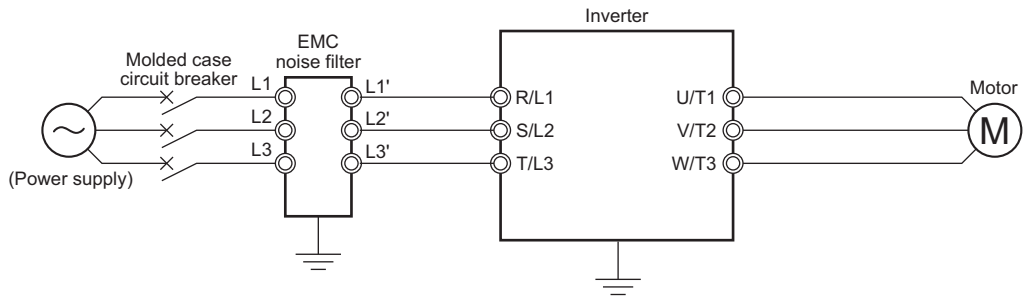 Inverter
EMC
noise filter
Molded case
circuit breaker
Motor
L1
L1'
R/L1
U/T1
L2
L2'
S/L2
V/T2
M
L3
L3'
T/L3
W/T3
(Power supply)